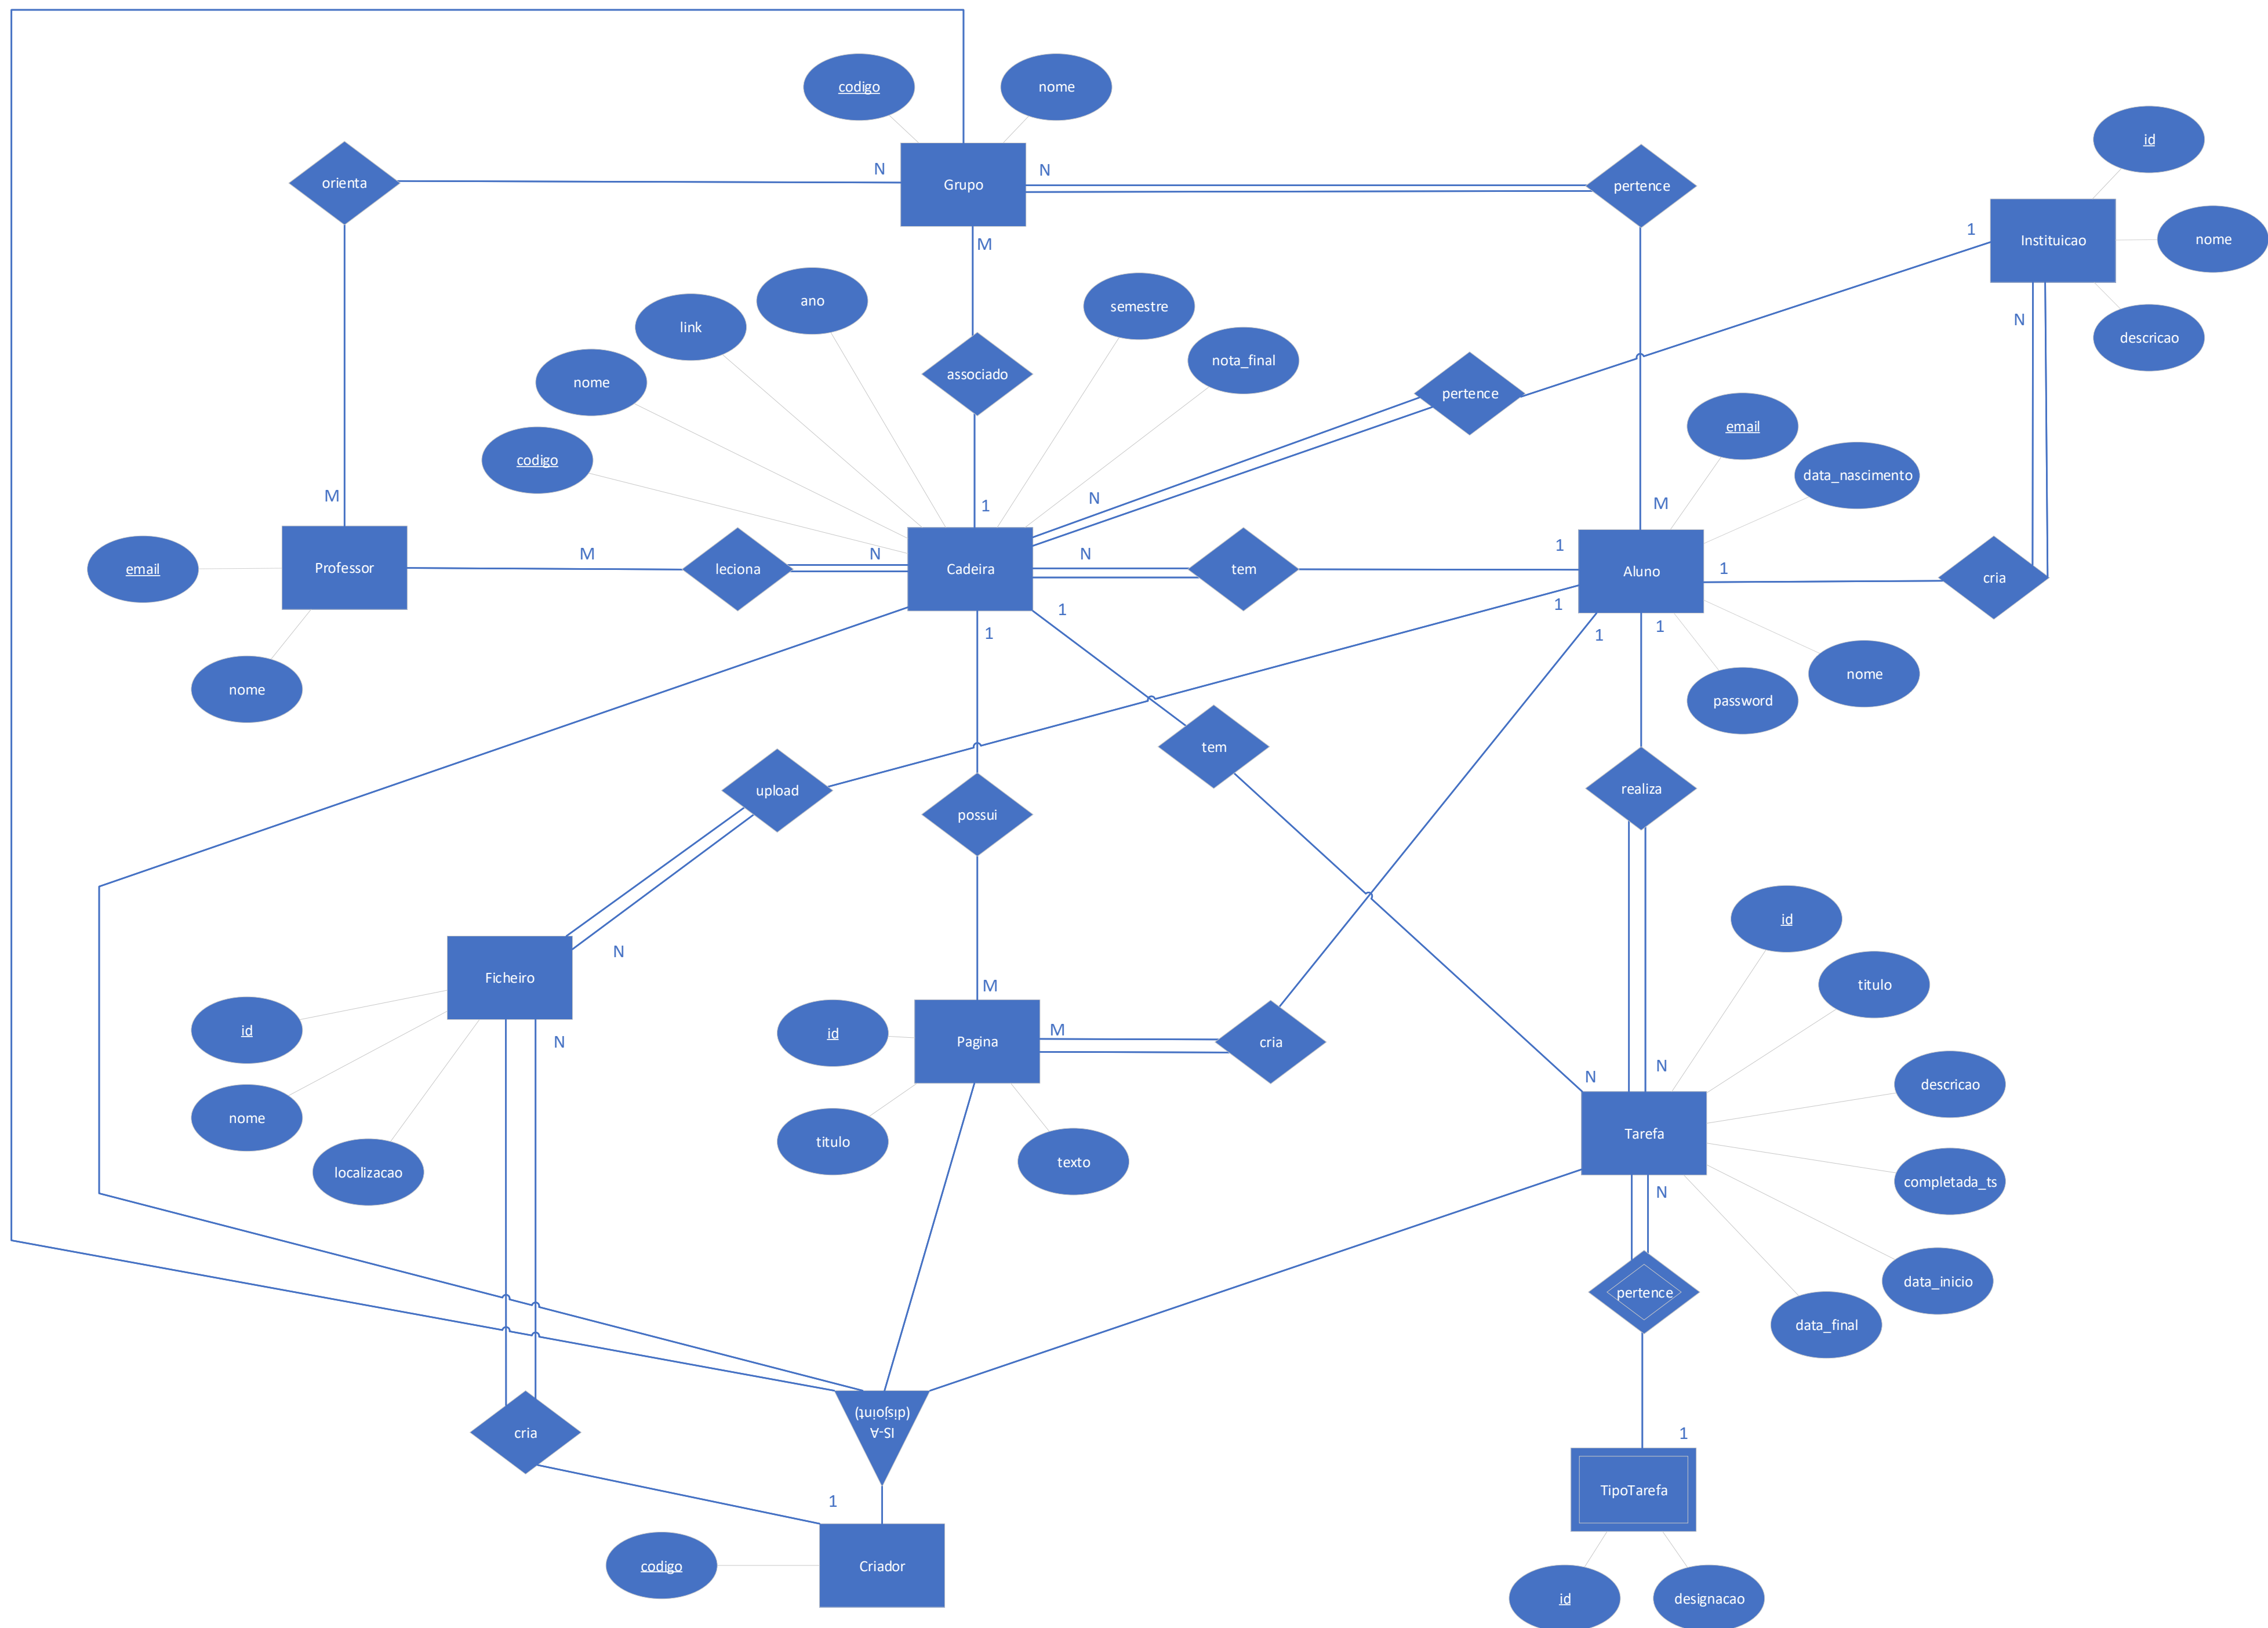 codigo
nome
id
orienta
N
Grupo
N
pertence
1
Instituicao
nome
M
N
descricao
ano
semestre
link
nota_final
nome
associado
pertence
email
codigo
data_nascimento
M
1
N
M
Professor
M
leciona
N
Cadeira
N
tem
1
Aluno
1
cria
email
1
1
1
1
1
nome
password
nome
upload
possui
tem
realiza
id
N
Ficheiro
M
titulo
id
N
id
Pagina
M
cria
N
N
descricao
nome
titulo
texto
Tarefa
localizacao
completada_ts
N
data_inicio
pertence
data_final
cria
IS-A
(disjoint)
1
1
TipoTarefa
codigo
Criador
id
designacao